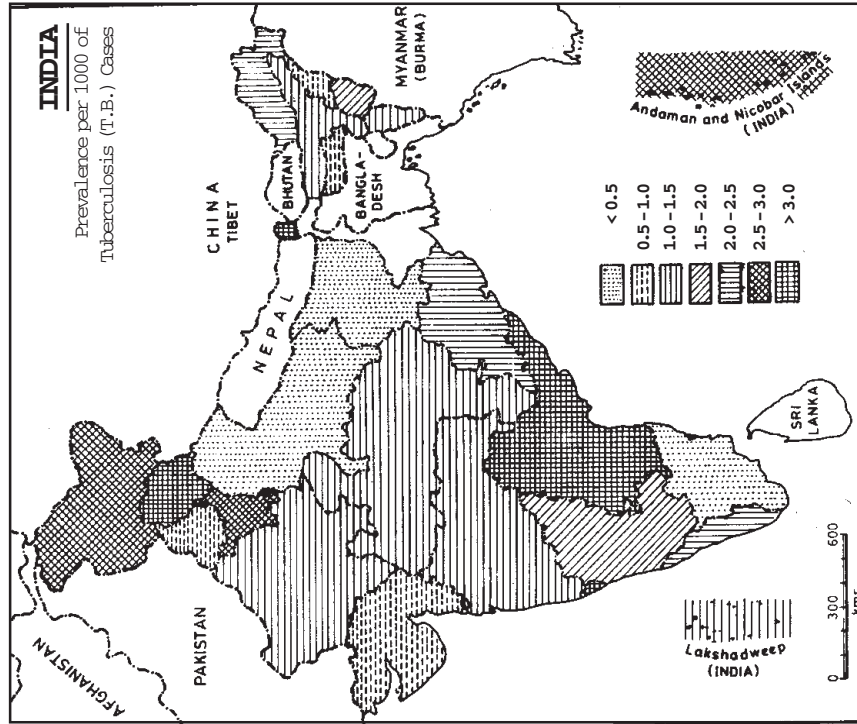 INDIA
Prevalence per 1000 of
Tuberculosis (T.B.) Cases
AFGHANISTAN
PAKISTAN
CHINA
TIBET
NEPAL
BHUTAN
BANGLA-
DESH
MYANMAR
(BURMA)
Andaman and Nicobar Islands
(INDIA)
< 0.5
0.5 – 1.0
1.0 – 1.5
1.5 – 2.0
2.0 – 2.5
2.5 – 3.0
> 3.0
SRI
LANKA
Lakshadweep
(INDIA)
0 300 600
kms